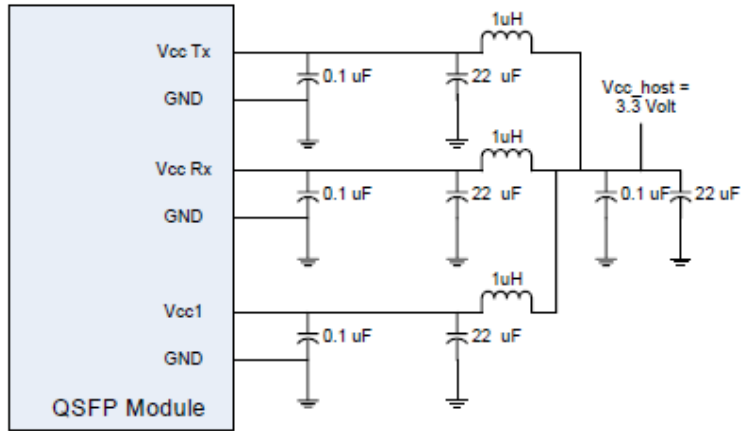 1uH
Vcc Tx
0.1 uF
22 uF
GND
Vcc_host =
3.3 Volt
1uH
Vcc Rx
0.1 uF
22 uF
0.1 uF
22 uF
GND
1uH
Vcc1
0.1 uF
22 uF
GND
QSFP Module